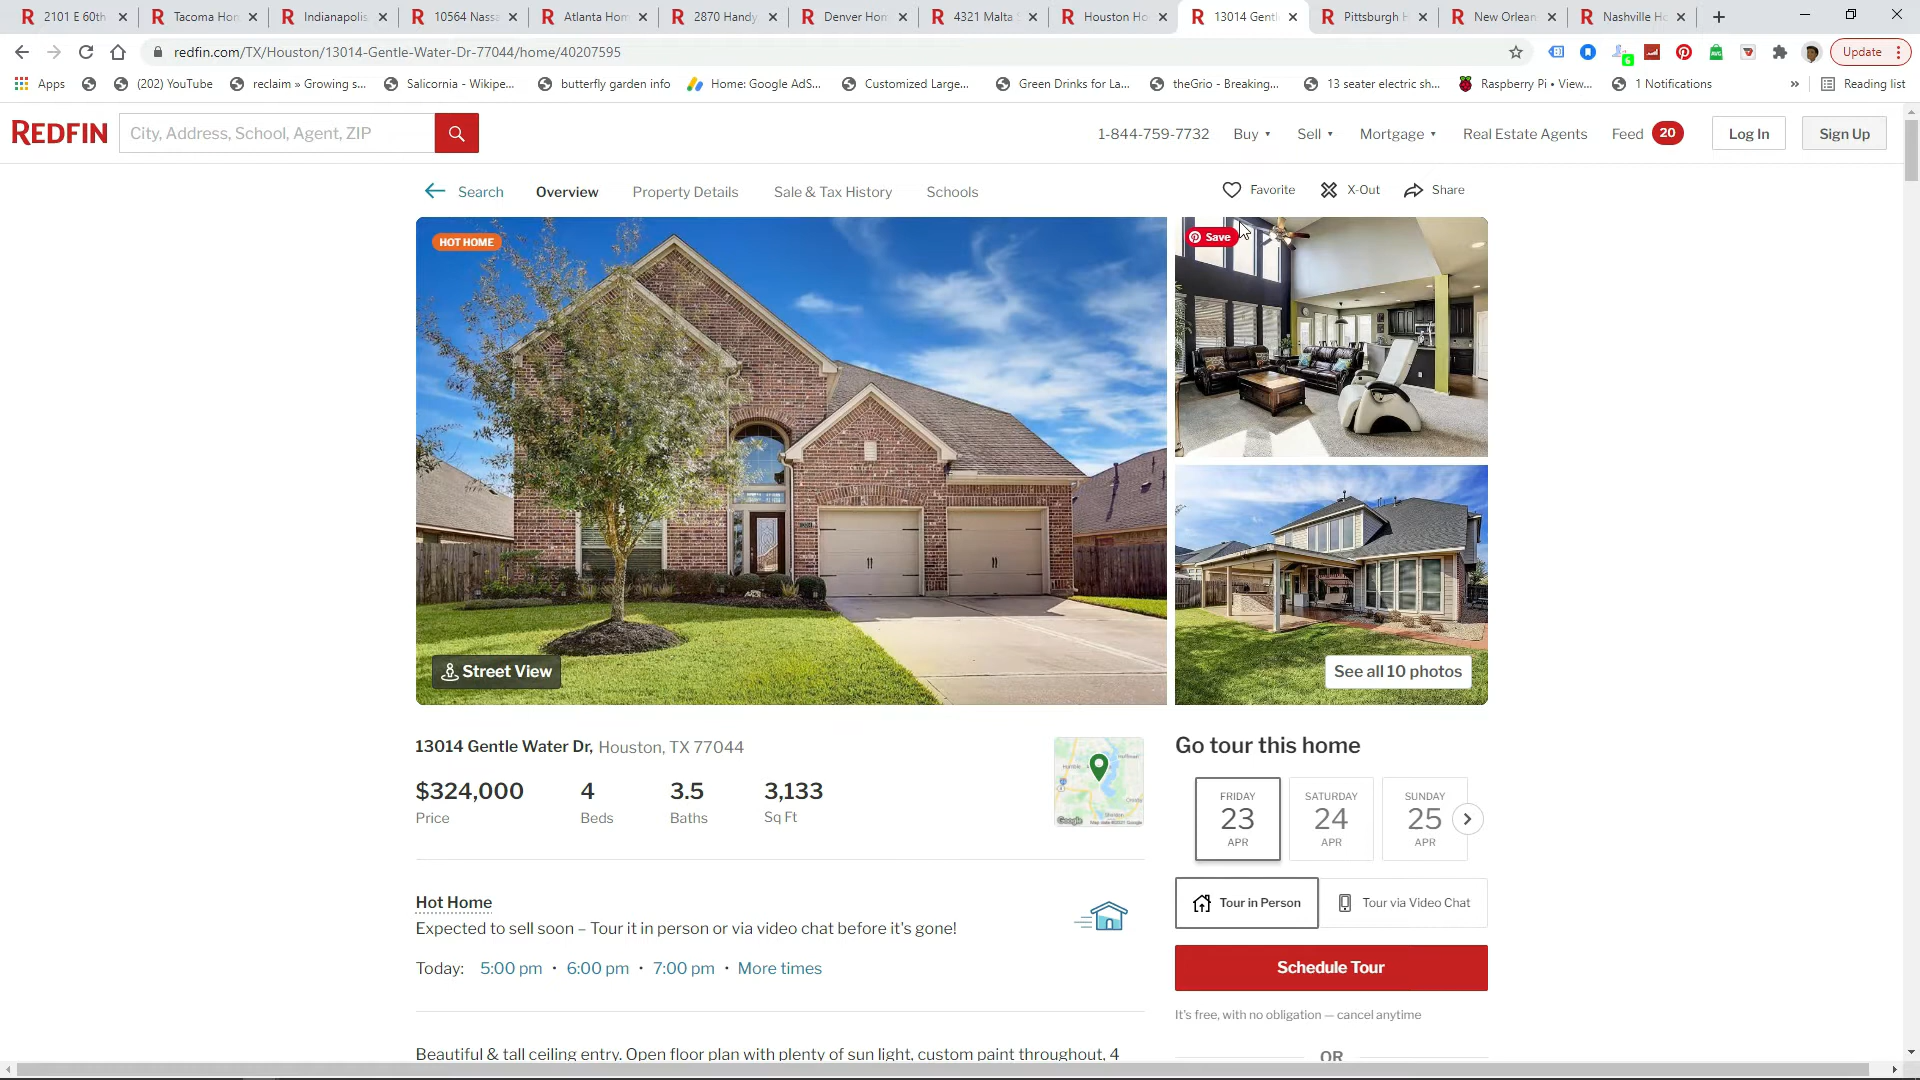 2101 E 60th
Tacoma Hom
Indianapolis
10564 Nassa
Atlanta Hom
2870 Handy
Denver Hom
4321 Malta S
Houston Ho
13014 Gentl
Pittsburgh H
New Orlean
Nashville Ho
redfin.com/TX/Houston/13014-Gentle-Water-Dr-77044/home/40207595
Update
Apps
(202) YouTube
reclaim » Growing s...
Salicornia - Wikipe...
butterfly garden info
Home: Google AdS...
Customized Large...
Green Drinks for La...
theGrio - Breaking...
13 seater electric sh...
Raspberry Pi • View...
1 Notifications
»
Reading list
REDFIN
City, Address, School, Agent, ZIP
1-844-759-7732
Buy
Sell
Mortgage
Real Estate Agents
Feed 20
Log In
Sign Up
Search
Overview
Property Details
Sale & Tax History
Schools
Favorite
X-Out
Share
HOT HOME
Save
Street View
See all 10 photos
13014 Gentle Water Dr, Houston, TX 77044
$324,000 4 3.5 3,133
Price Beds Baths Sq Ft
Google
Go tour this home
FRIDAY SATURDAY SUNDAY
23 24 25
APR APR APR
Tour in Person
Tour via Video Chat
Hot Home
Expected to sell soon – Tour it in person or via video chat before it's gone!
Today: 5:00 pm • 6:00 pm • 7:00 pm • More times
Schedule Tour
It's free, with no obligation — cancel anytime
OR
Beautiful & tall ceiling entry. Open floor plan with plenty of sun light, custom paint throughout, 4